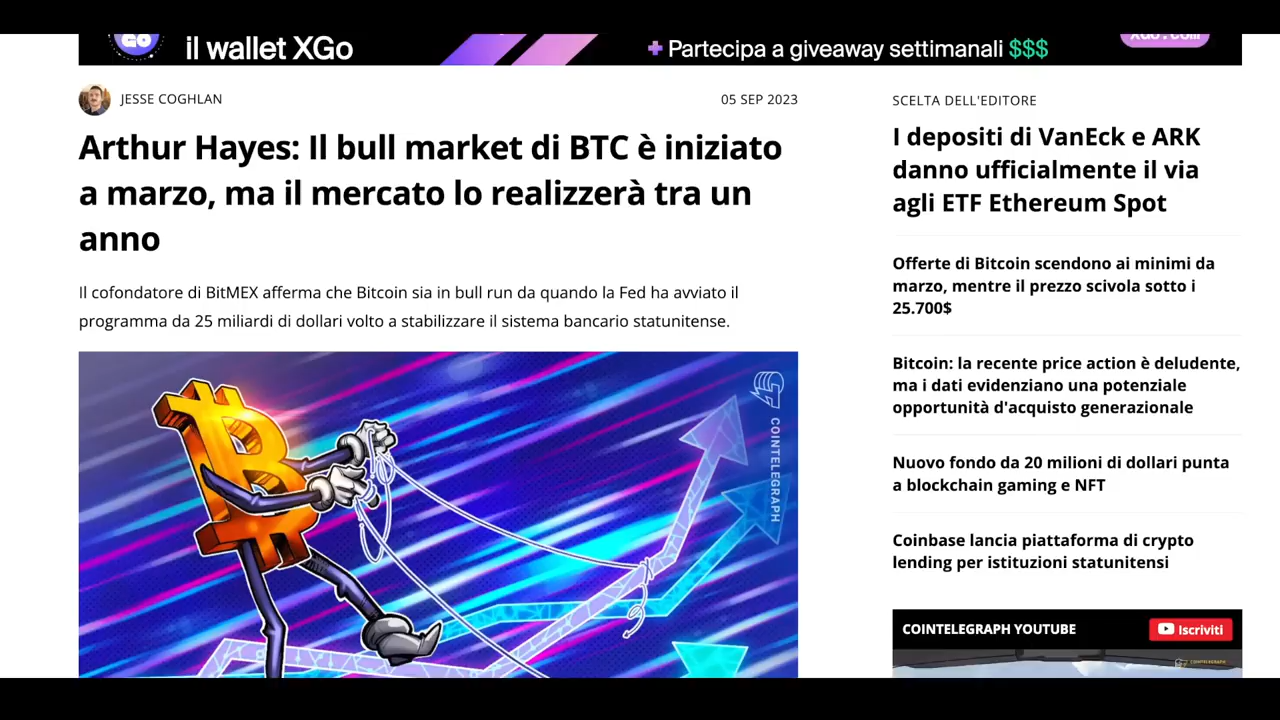 GO
il wallet XGo
+ Partecipa a giveaway settimanali $$$
XGo.com
JESSE COGHLAN
05 SEP 2023
Arthur Hayes: Il bull market di BTC è iniziato
a marzo, ma il mercato lo realizzerà tra un
anno
Il cofondatore di BitMEX afferma che Bitcoin sia in bull run da quando la Fed ha avviato il
programma da 25 miliardi di dollari volto a stabilizzare il sistema bancario statunitense.
COINTELEGRAPH
SCELTA DELL'EDITORE
I depositi di VanEck e ARK
danno ufficialmente il via
agli ETF Ethereum Spot
Offerte di Bitcoin scendono ai minimi da
marzo, mentre il prezzo scivola sotto i
25.700$
Bitcoin: la recente price action è deludente,
ma i dati evidenziano una potenziale
opportunità d'acquisto generazionale
Nuovo fondo da 20 milioni di dollari punta
a blockchain gaming e NFT
Coinbase lancia piattaforma di crypto
lending per istituzioni statunitensi
COINTELEGRAPH YOUTUBE
Iscriviti
COINTELEGRAPH